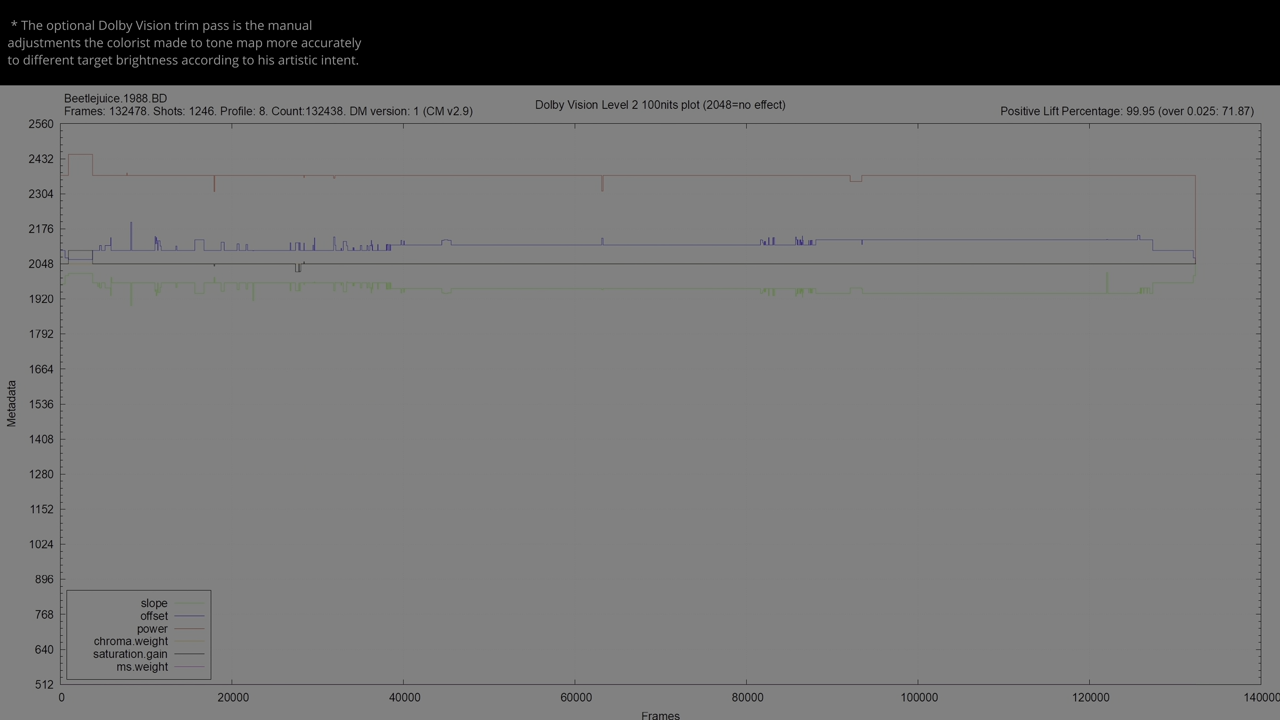 * The optional Dolby Vision trim pass is the manual
adjustments the colorist made to tone map more accurately
to different target brightness according to his artistic intent.
Beetlejuice.1988.BD
Frames: 132478. Shots: 1246. Profile: 8. Count:132438. DM version: 1 (CM v2.9)
Dolby Vision Level 2 100nits plot (2048=no effect)
Positive Lift Percentage: 99.95 (over 0.025: 71.87)
2560
2432
2304
2176
2048
1920
1792
1664
1536
1408
1280
1152
1024
896
768
640
512
Metadata
slope
offset
power
chroma.weight
saturation.gain
ms.weight
0 20000 40000 60000 80000 100000 120000 140000
Frames